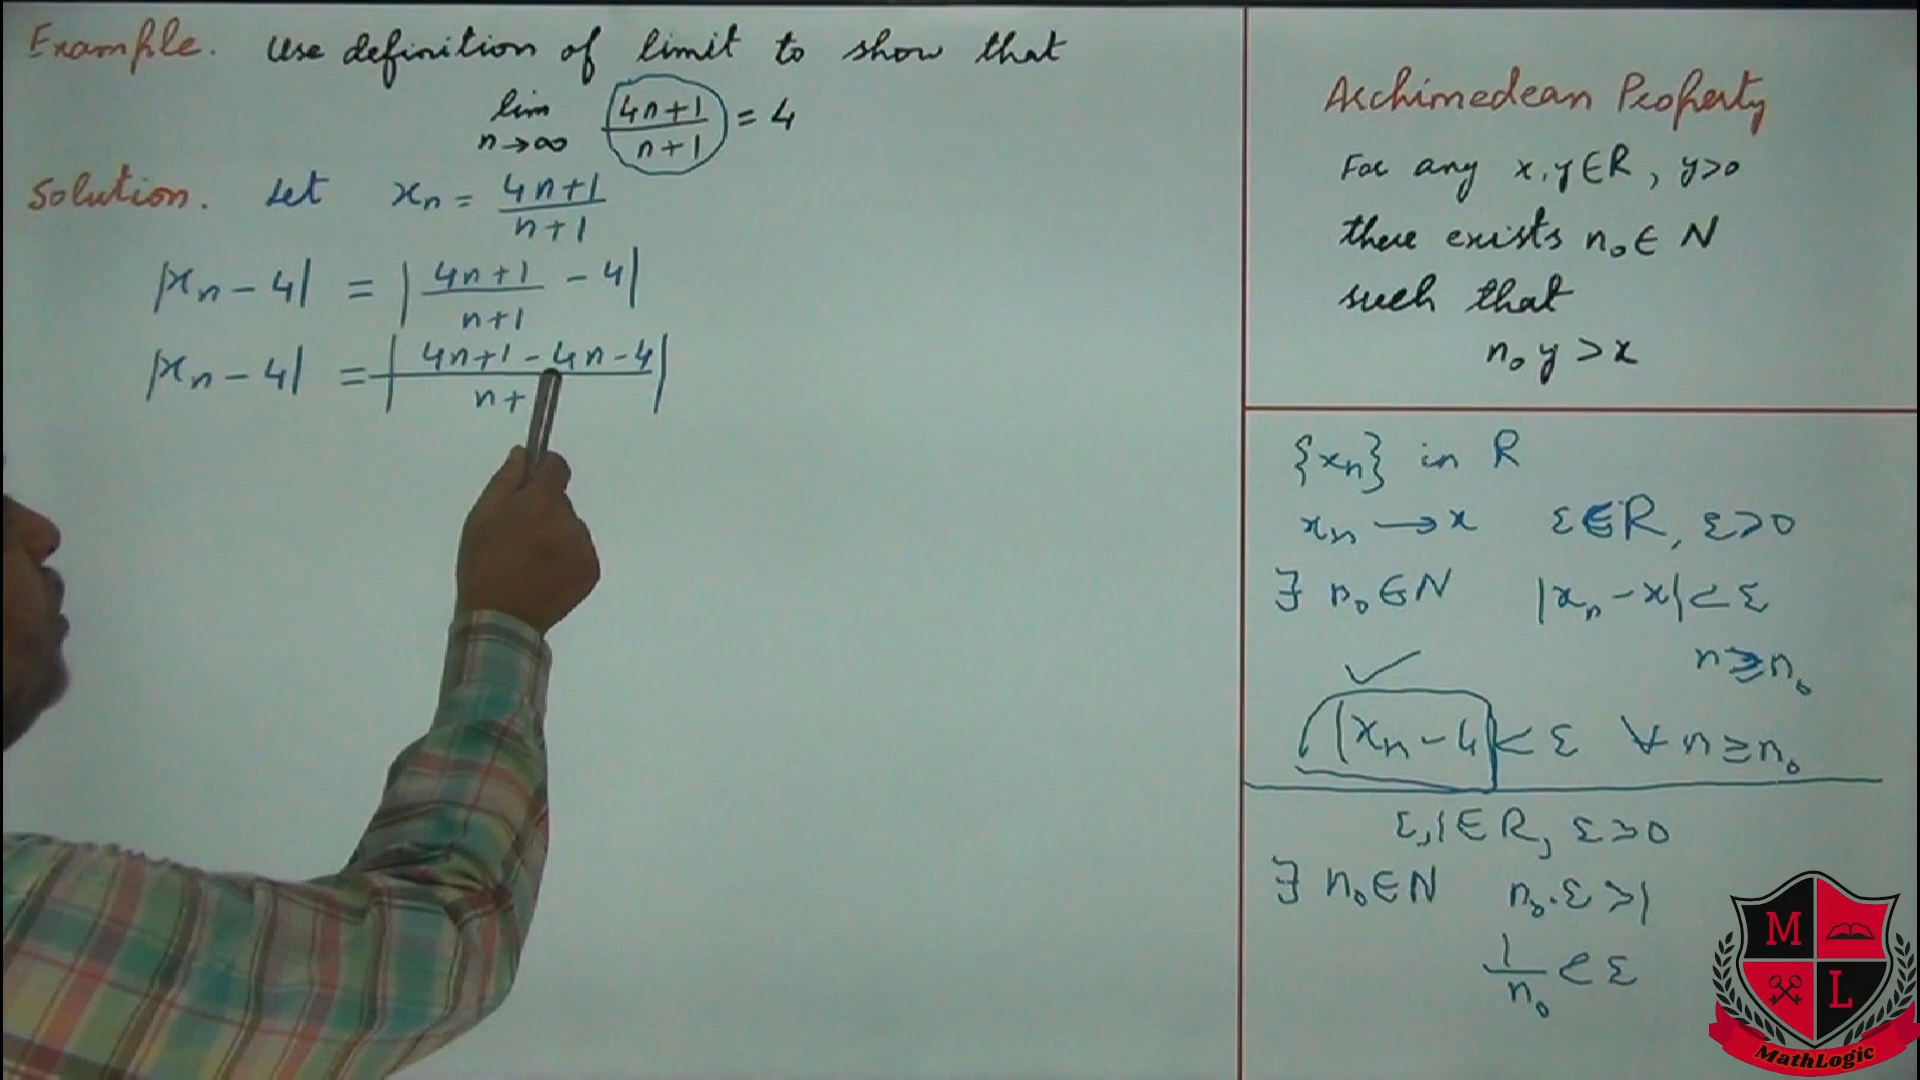 Example. Use definition of limit to show that
lim n→∞ (4n+1)/(n+1) = 4
Solution. Let xn = (4n+1)/(n+1)
|xn - 4| = |(4n+1)/(n+1) - 4|
|xn - 4| = |(4n+1-4n-4)/(n+|
Archimedean Property
For any x, y∈R, y>0
there exists n₀∈ N
such that
n₀ y > x
{xn} in R
xn → x ε∈R, ε>0
∃ n₀∈N |xn - x| < ε
n≥n₀
✓
|xn - 4| < ε ∀ n≥n₀
ε,1∈R, ε>0
∃ n₀∈N n₀.ε>1
1/n₀ < ε
M
L
MathLogic